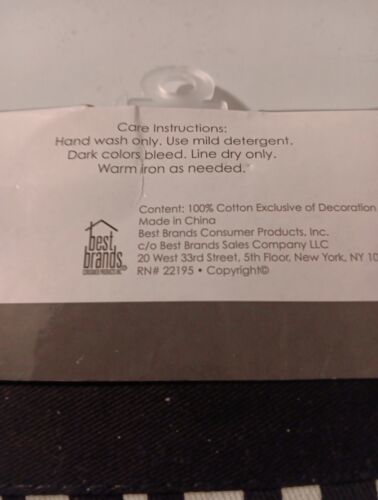 Care Instructions:
Hand wash only. Use mild detergent.
Dark colors bleed. Line dry only.
Warm iron as needed.
Content: 100% Cotton Exclusive of Decoration
Made in China
Best Brands Consumer Products, Inc.
c/o Best Brands Sales Company LLC
20 West 33rd Street, 5th Floor, New York, NY 10
RN# 22195 • Copyright©
best
brands
CONSUMER PRODUCTS INC